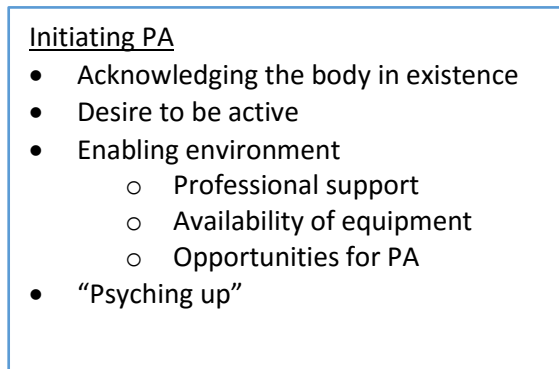 Initiating PA
• Acknowledging the body in existence
• Desire to be active
• Enabling environment
o Professional support
o Availability of equipment
o Opportunities for PA
• “Psyching up”